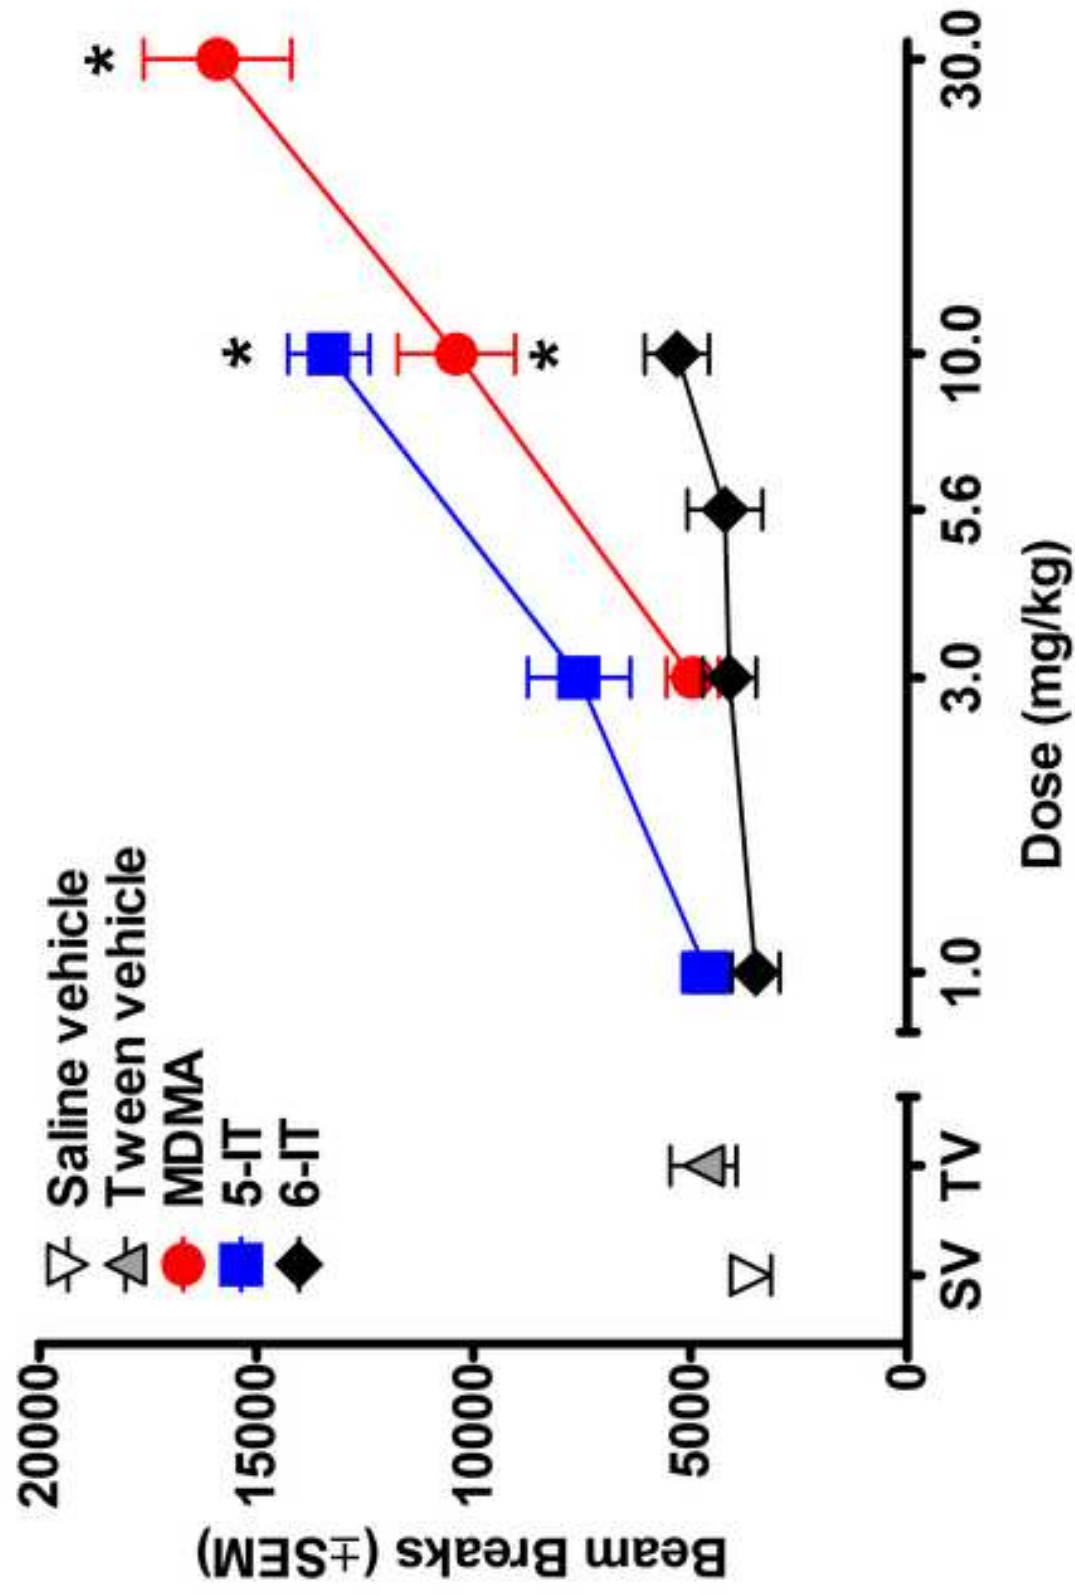 Saline vehicle
Tween vehicle
MDMA
5-IT
6-IT
20000
15000
10000
5000
0
Beam Breaks (±SEM)
*
*
*
SV TV 1.0 3.0 5.6 10.0 30.0
Dose (mg/kg)